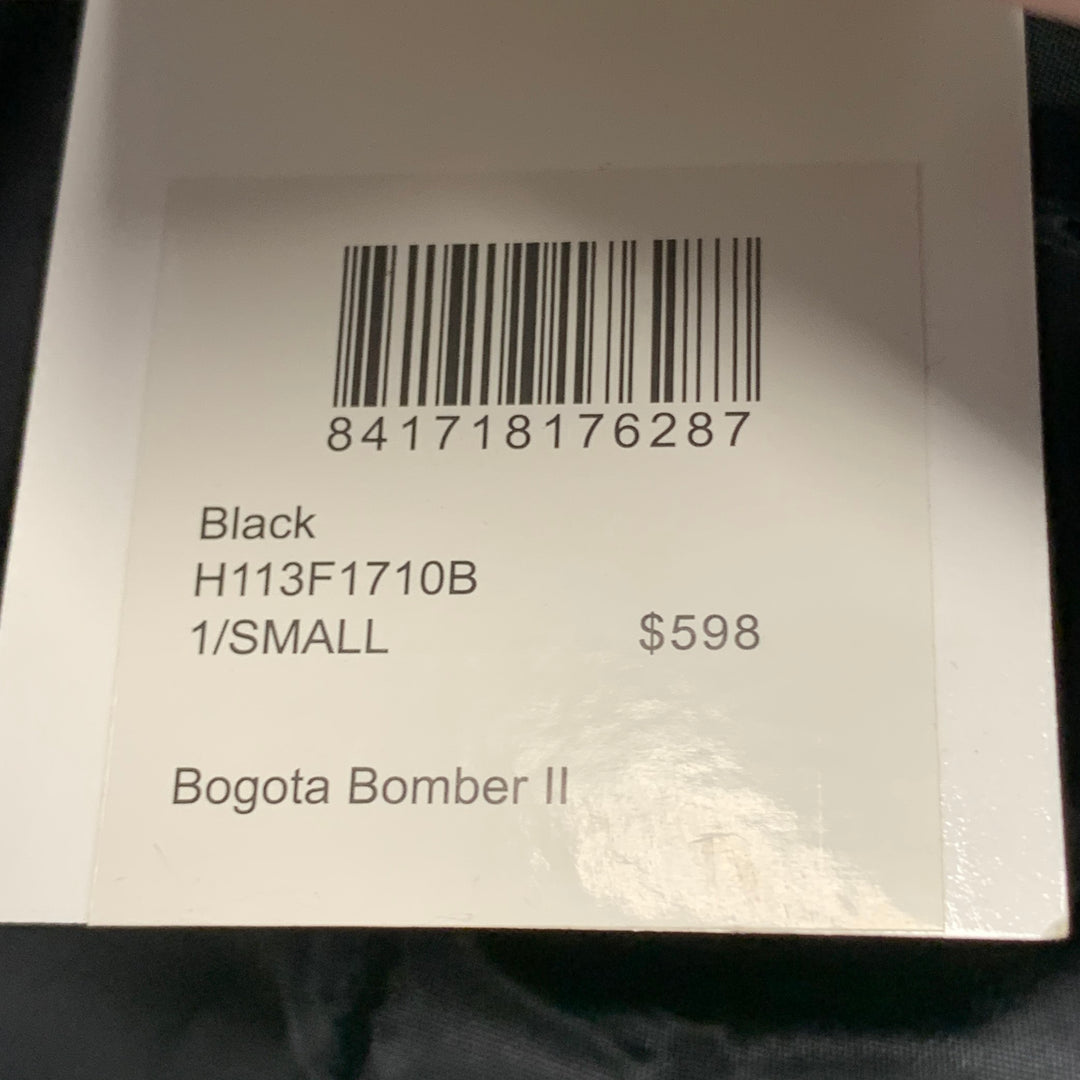 841718176287
Black
H113F1710B
1/SMALL $598
Bogota Bomber II